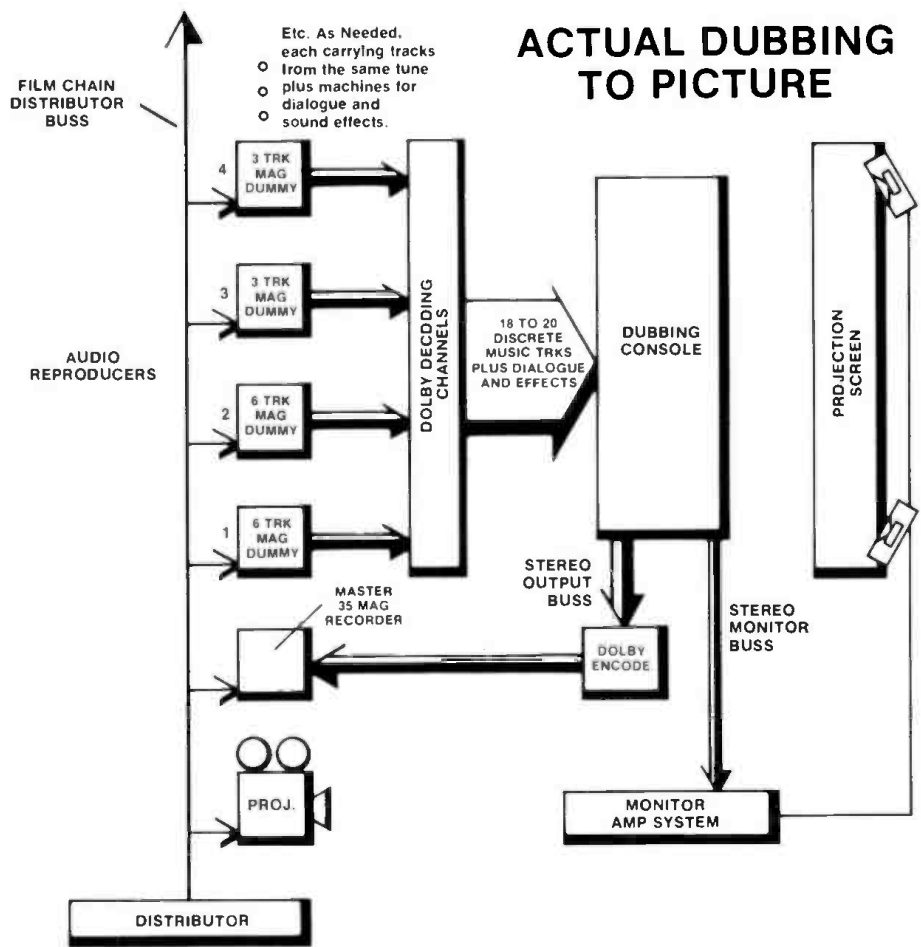 ACTUAL DUBBING
TO PICTURE
Etc. As Needed,
each carrying tracks
from the same tune
plus machines for
dialogue and
sound effects.
FILM CHAIN
DISTRIBUTOR
BUSS
4
3 TRK
MAG
DUMMY
3
3 TRK
MAG
DUMMY
AUDIO
REPRODUCERS
2
6 TRK
MAG
DUMMY
1
6 TRK
MAG
DUMMY
DOLBY DECDDING
CHANNELS
18 TO 20
DISCRETE
MUSIC TRKS
PLUS DIALOGUE
AND EFFECTS
DUBBING
CONSOLE
PRDJECTION
SCREEN
MASTER
35 MAG
RECORDER
STEREO
OUTPUT
BUSS
STEREO
MONITOR
BUSS
DOLBY
ENCODE
PROJ.
MONITOR
AMP SYSTEM
DISTRIBUTOR